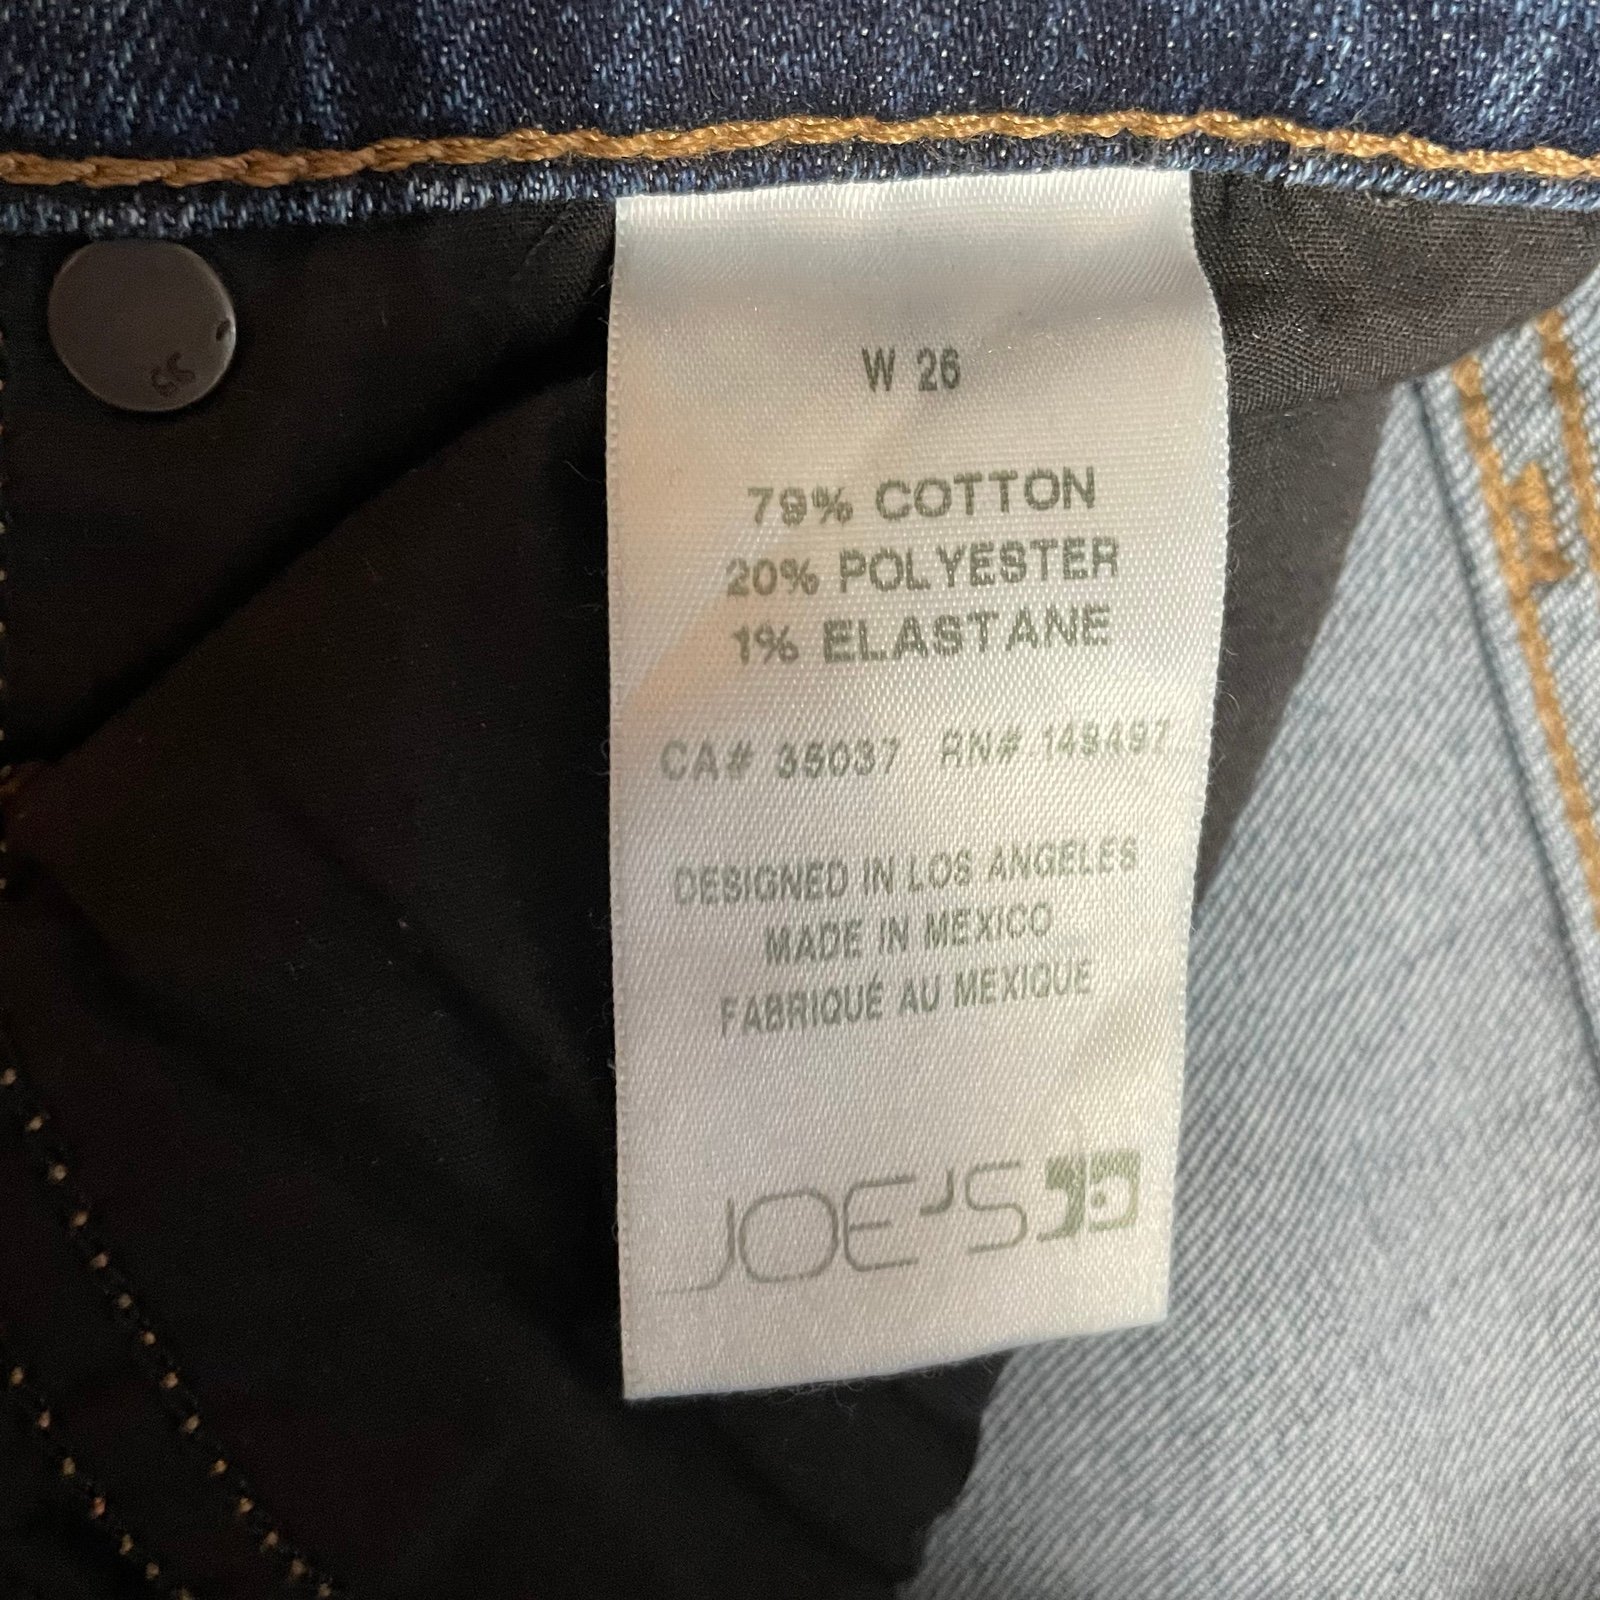 W 26
79% COTTON
20% POLYESTER
1% ELASTANE
CA# 35037 RN# 149497
DESIGNED IN LOS ANGELES
MADE IN MEXICO
FABRIQUÉ AU MEXIQUE
JOE'S